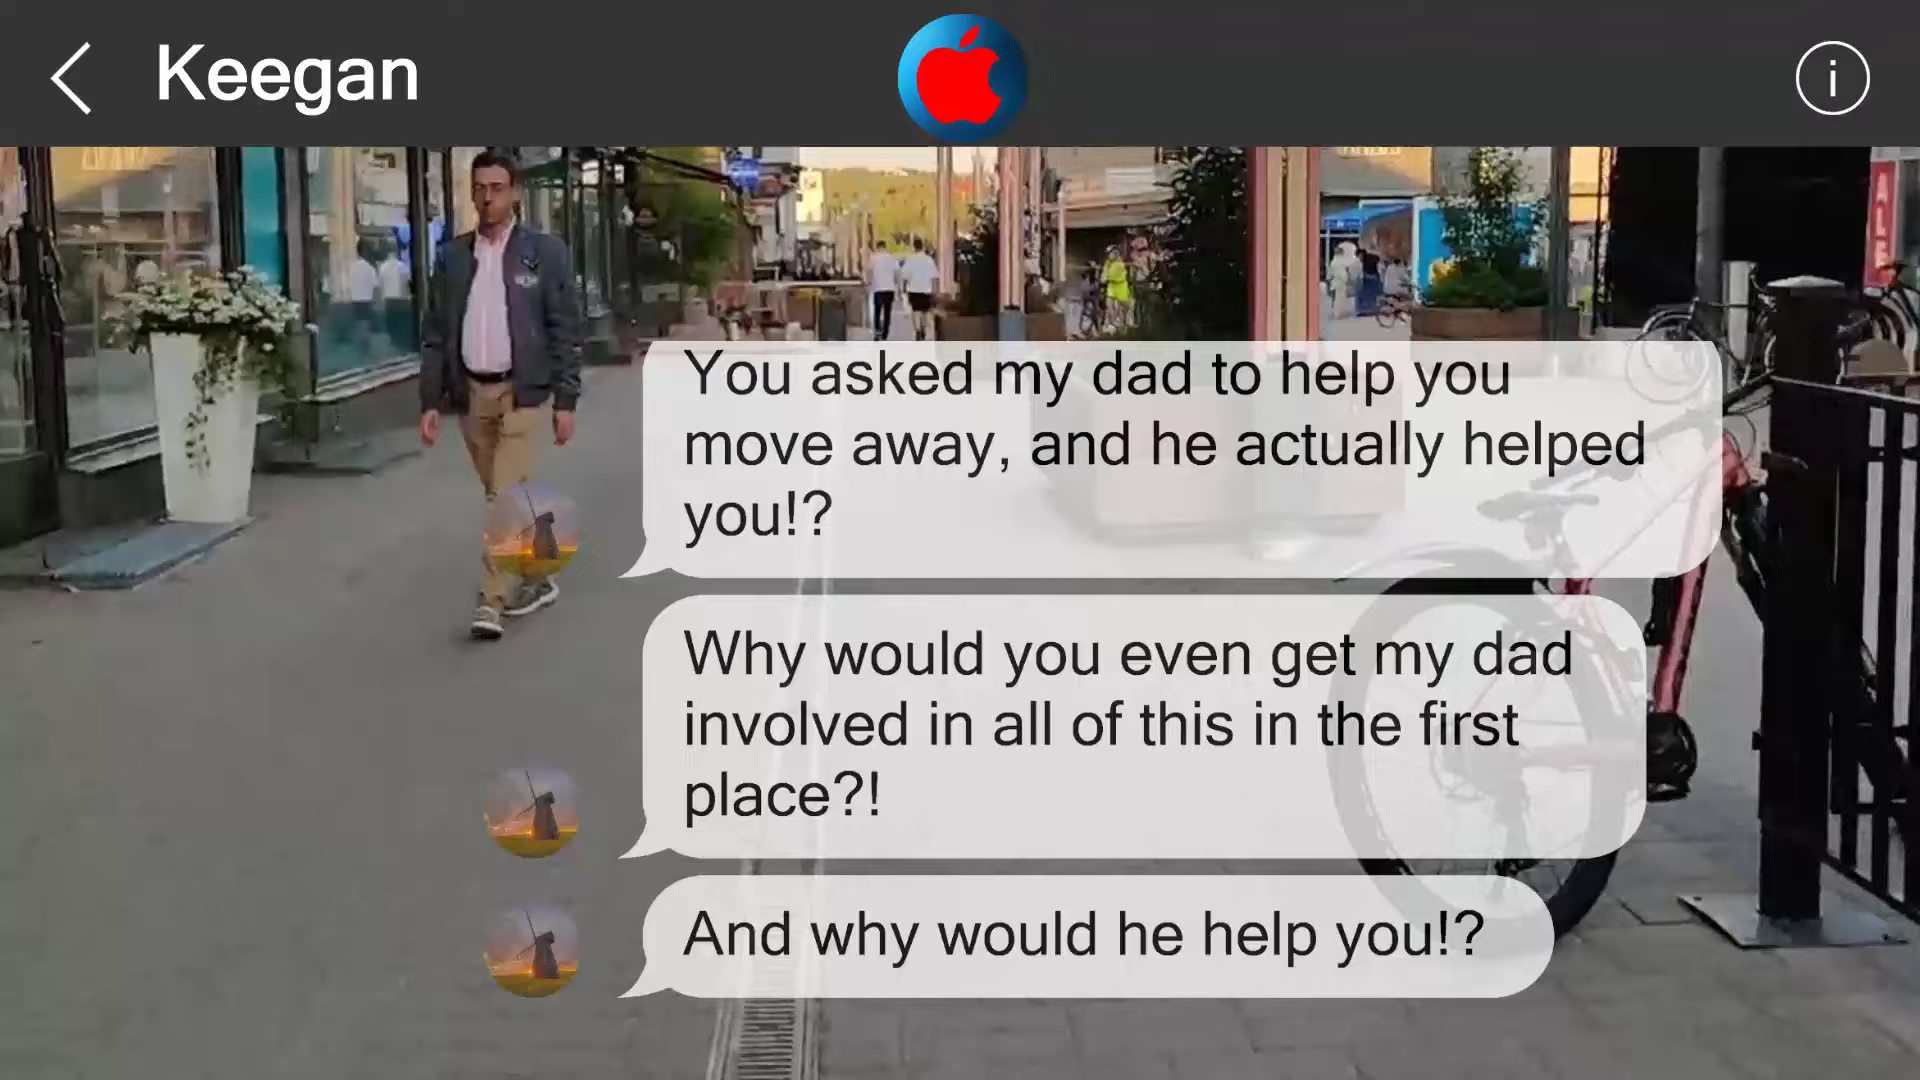 Keegan
i
You asked my dad to help you
move away, and he actually helped
you!?
Why would you even get my dad
involved in all of this in the first
place?!
And why would he help you!?
ALE